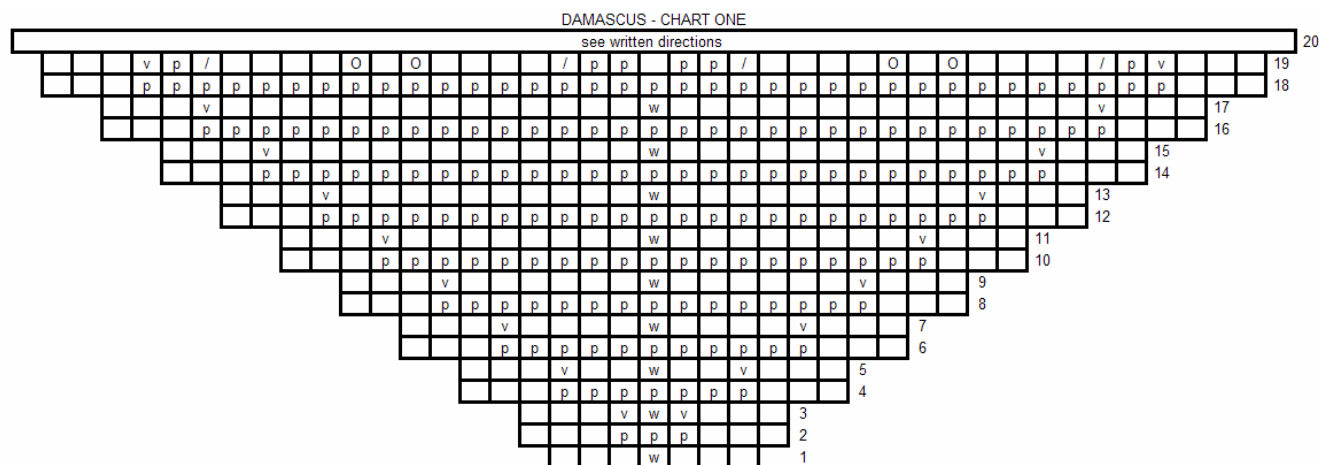 DAMASCUS - CHART ONE
see written directions 20
v p / O O / p p p p / O O / p v 19
p p p p p p p p p p p p p p p p p p p p p p p p p p p p p p p p p p p 18
v w v 17
p p p p p p p p p p p p p p p p p p p p p p p p p p p p p p p 16
v w v 15
p p p p p p p p p p p p p p p p p p p p p p p p p p p 14
v w v 13
p p p p p p p p p p p p p p p p p p p p p p p 12
v w v 11
p p p p p p p p p p p p p p p p p p p 10
v w v 9
p p p p p p p p p p p p p p p 8
v w v 7
p p p p p p p p p p p 6
v w v 5
p p p p p p p 4
v w v 3
p p p 2
w 1